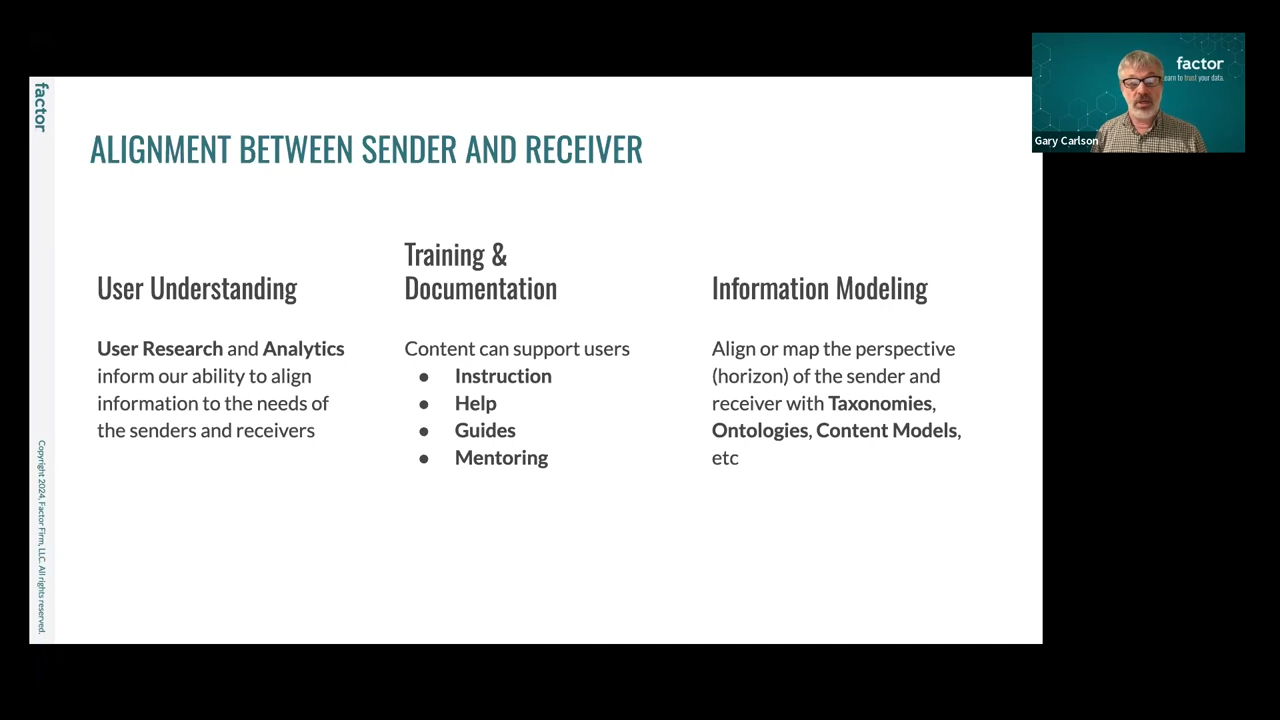 factor
ALIGNMENT BETWEEN SENDER AND RECEIVER
User Understanding
User Research and Analytics
inform our ability to align
information to the needs of
the senders and receivers
Training &
Documentation
Content can support users
● Instruction
● Help
● Guides
● Mentoring
Information Modeling
Align or map the perspective
(horizon) of the sender and
receiver with Taxonomies,
Ontologies, Content Models,
etc
Copyright 2024, Factor Firm, LLC. All rights reserved.
factor
earn to trust your data.
Gary Carlson